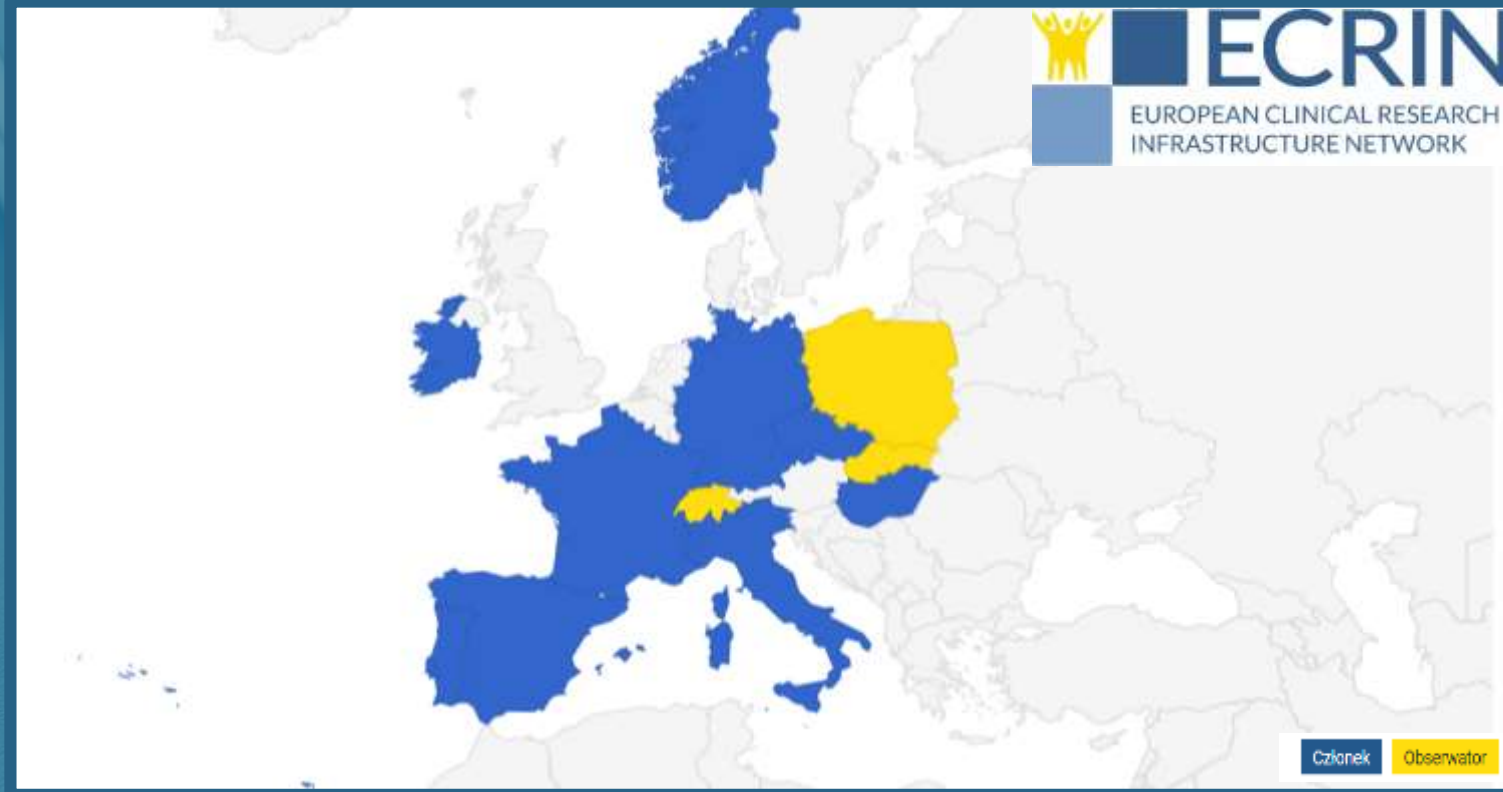 ECRIN
EUROPEAN CLINICAL RESEARCH
INFRASTRUCTURE NETWORK
Członek
Obserwator